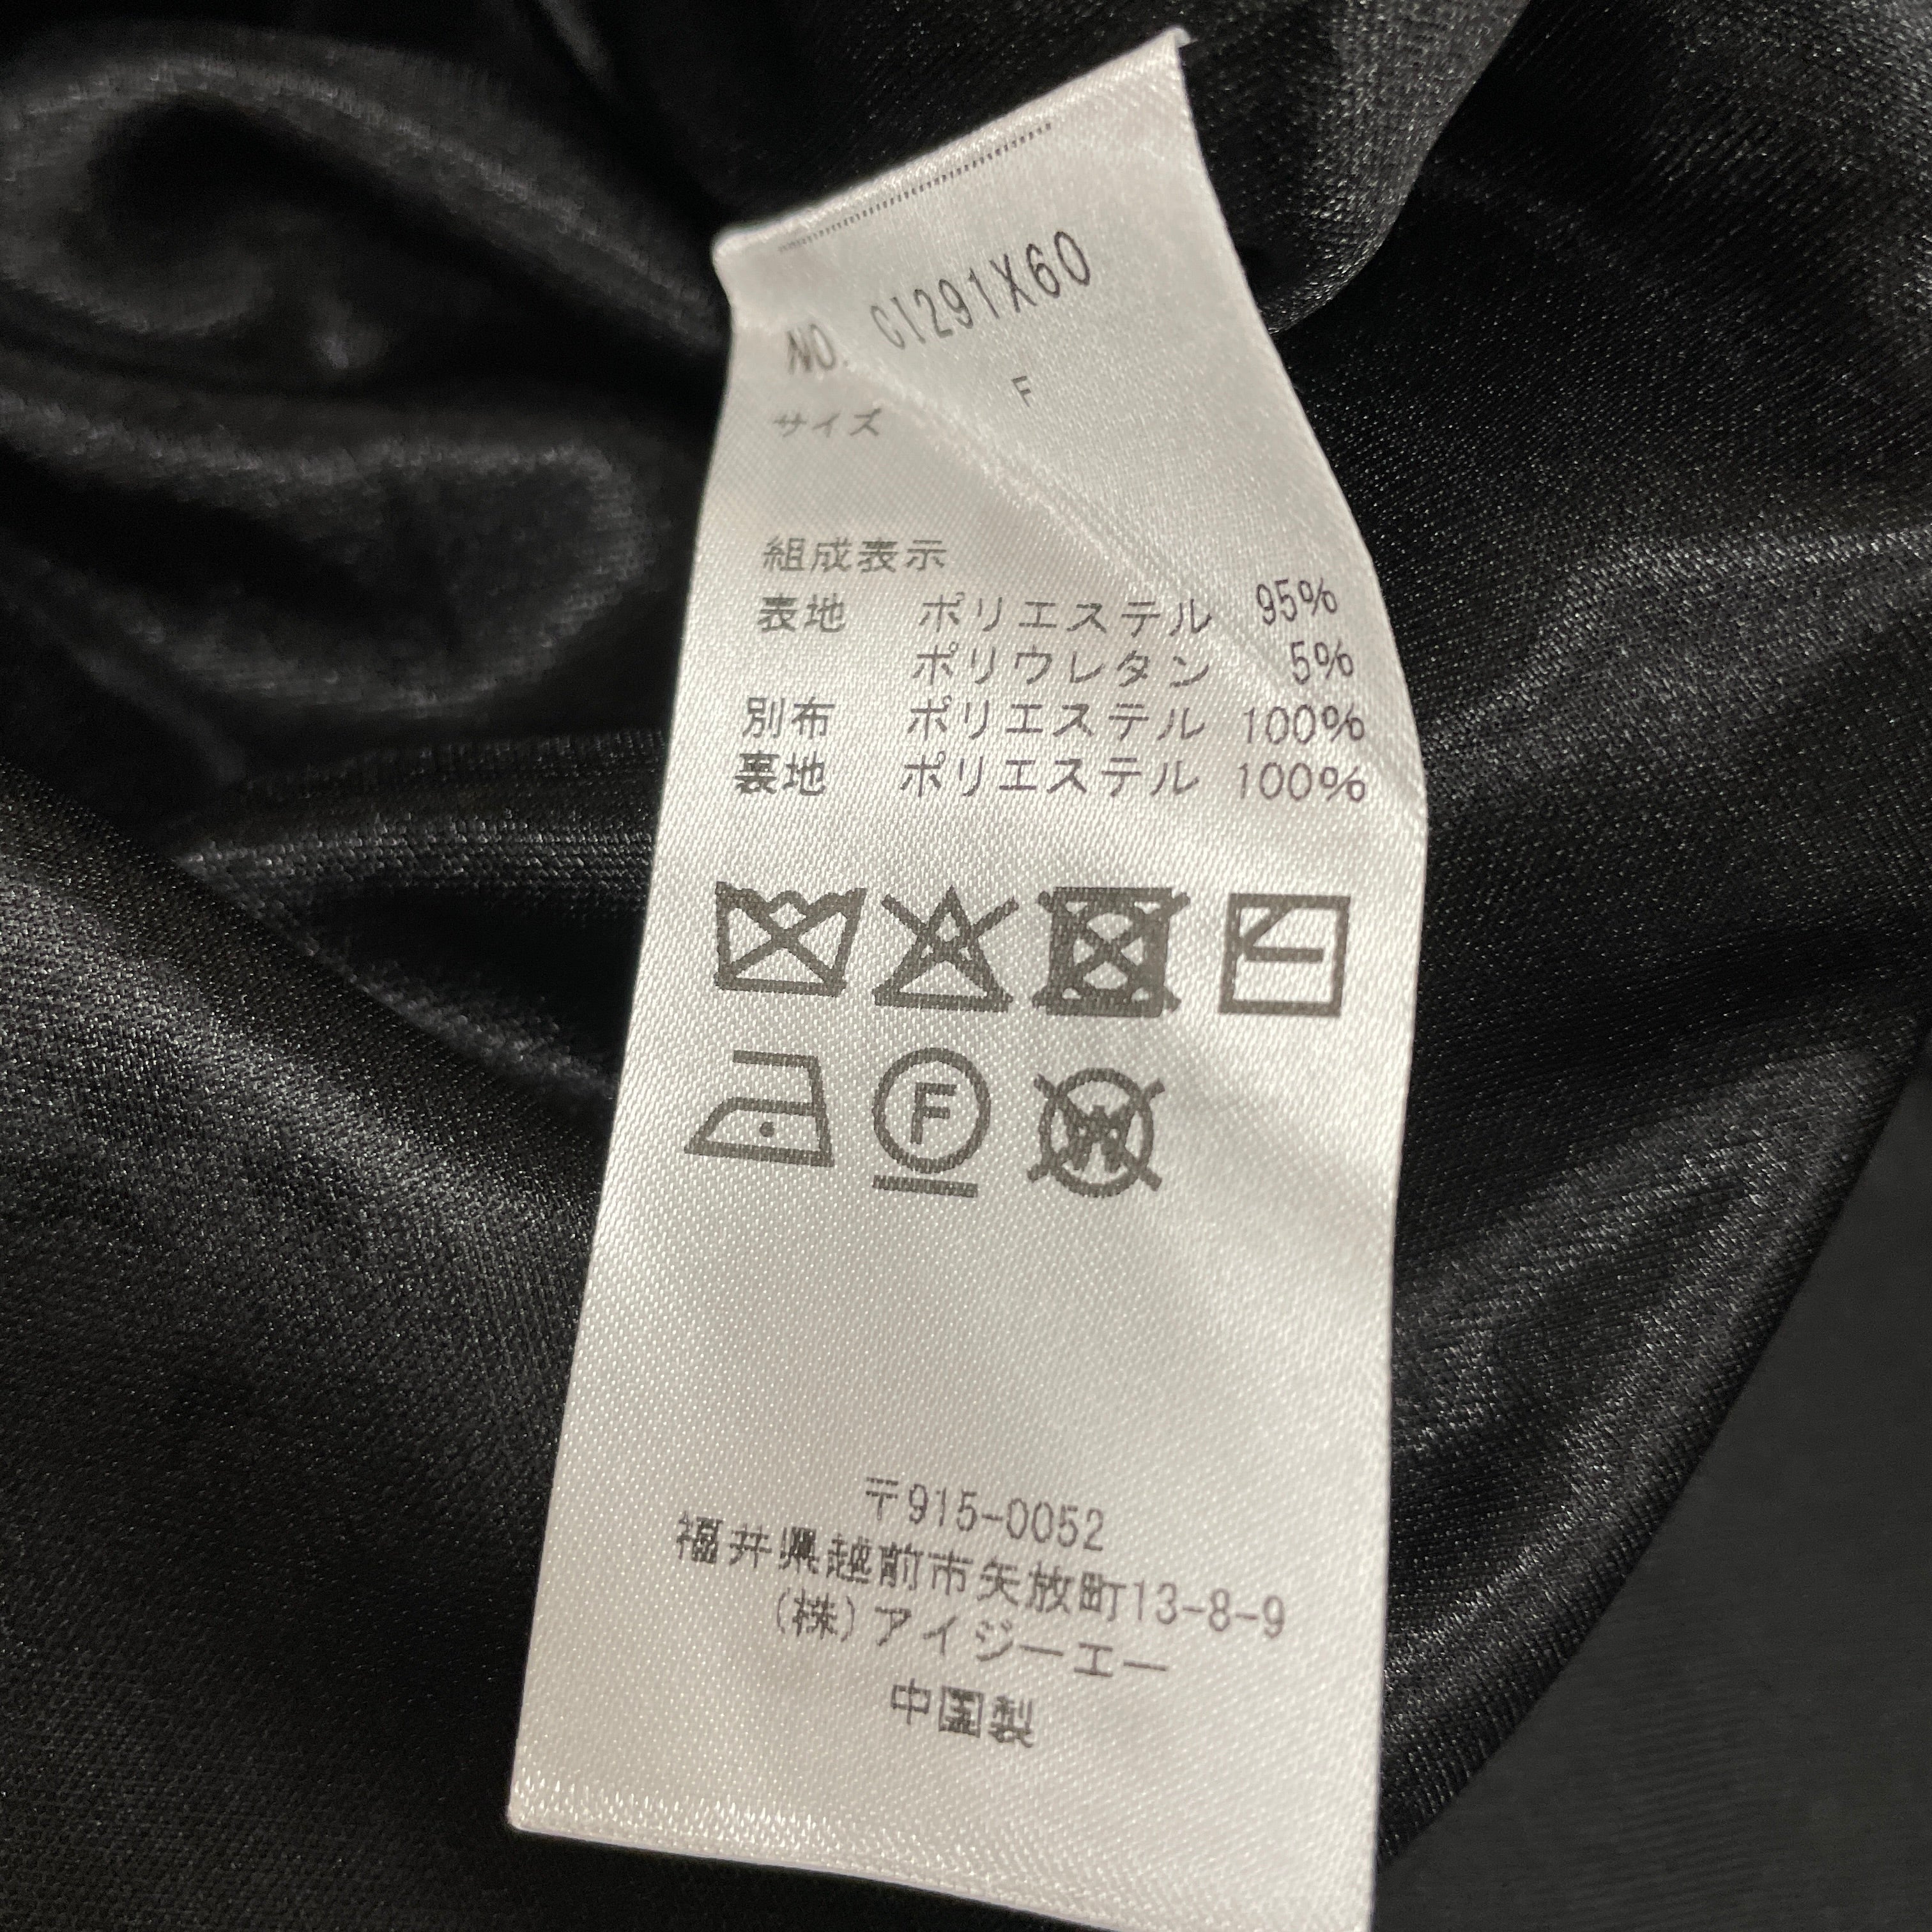 NO. CI291X60
サイズ F
組成表示
表地 ポリエステル 95%
ポリウレタン 5%
別布 ポリエステル 100%
裏地 ポリエステル 100%
F
W
〒915-0052
福井県越前市矢放町13-8-9
(株)アイジーエー
中国製